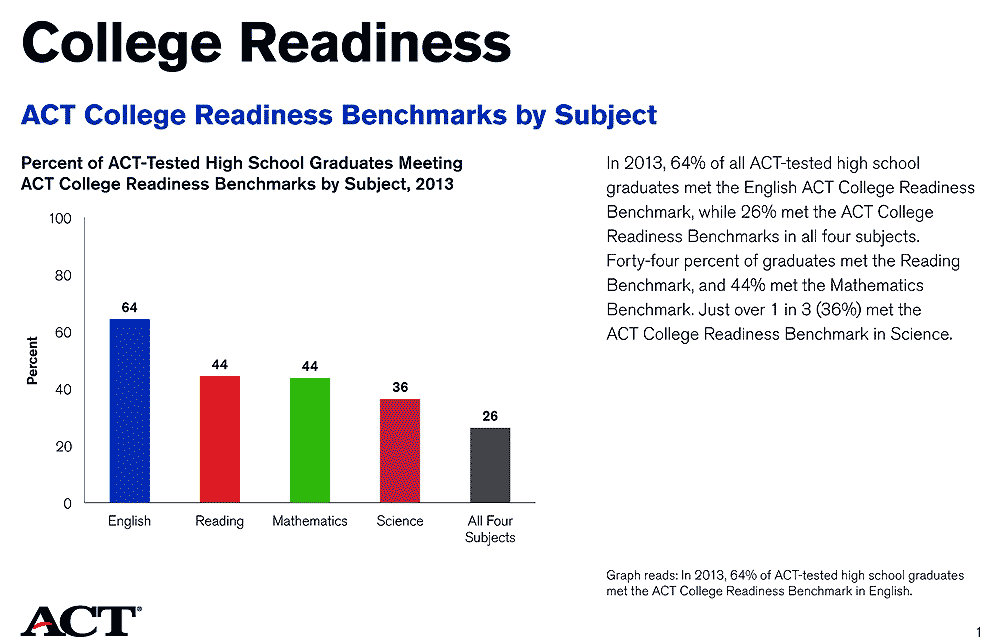 College Readiness
ACT College Readiness Benchmarks by Subject
Percent of ACT-Tested High School Graduates Meeting
ACT College Readiness Benchmarks by Subject, 2013
100
80
60
40
20
0
Percent
64
44
44
36
26
English
Reading
Mathematics
Science
All Four
Subjects
In 2013, 64% of all ACT-tested high school
graduates met the English ACT College Readiness
Benchmark, while 26% met the ACT College
Readiness Benchmarks in all four subjects.
Forty-four percent of graduates met the Reading
Benchmark, and 44% met the Mathematics
Benchmark. Just over 1 in 3 (36%) met the
ACT College Readiness Benchmark in Science.
Graph reads: In 2013, 64% of ACT-tested high school graduates
met the ACT College Readiness Benchmark in English.
ACT®
1